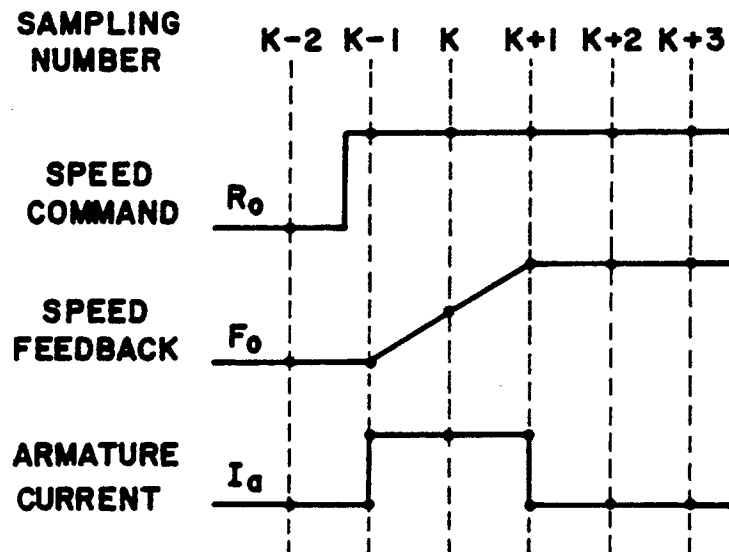 SAMPLING NUMBER K-2 K-1 K K+1 K+2 K+3
SPEED COMMAND R₀
SPEED FEEDBACK F₀
ARMATURE CURRENT Iₐ